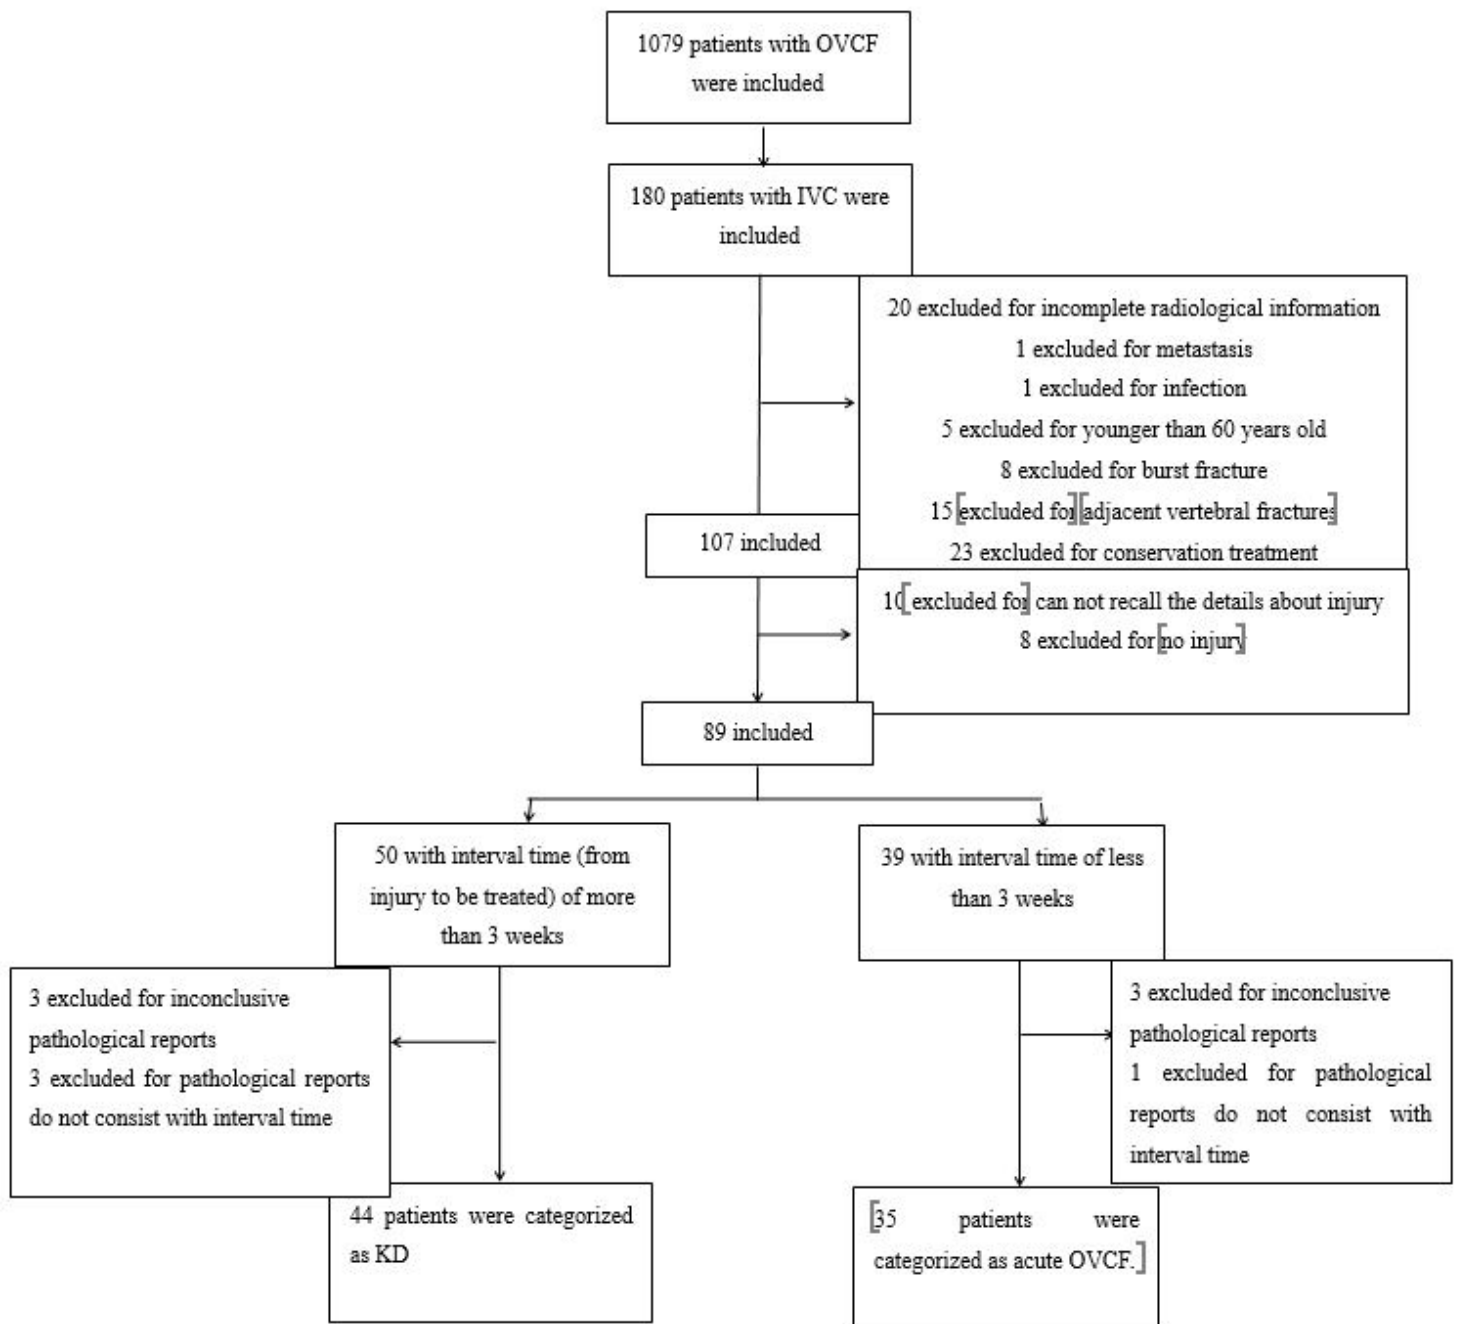 1079 patients with OVCF
were included
180 patients with IVC were
included
20 excluded for incomplete radiological information
1 excluded for metastasis
1 excluded for infection
5 excluded for younger than 60 years old
8 excluded for burst fracture
15[excluded for][adjacent vertebral fractures]
23 excluded for conservation treatment
107 included
10[excluded for] can not recall the details about injury
8 excluded for[no injury]
89 included
50 with interval time (from
injury to be treated) of more
than 3 weeks
39 with interval time of less
than 3 weeks
3 excluded for inconclusive
pathological reports
3 excluded for pathological reports
do not consist with interval time
3 excluded for inconclusive
pathological reports
1 excluded for pathological
reports do not consist with
interval time
44 patients were categorized
as KD
[35 patients were
categorized as acute OVCF.]